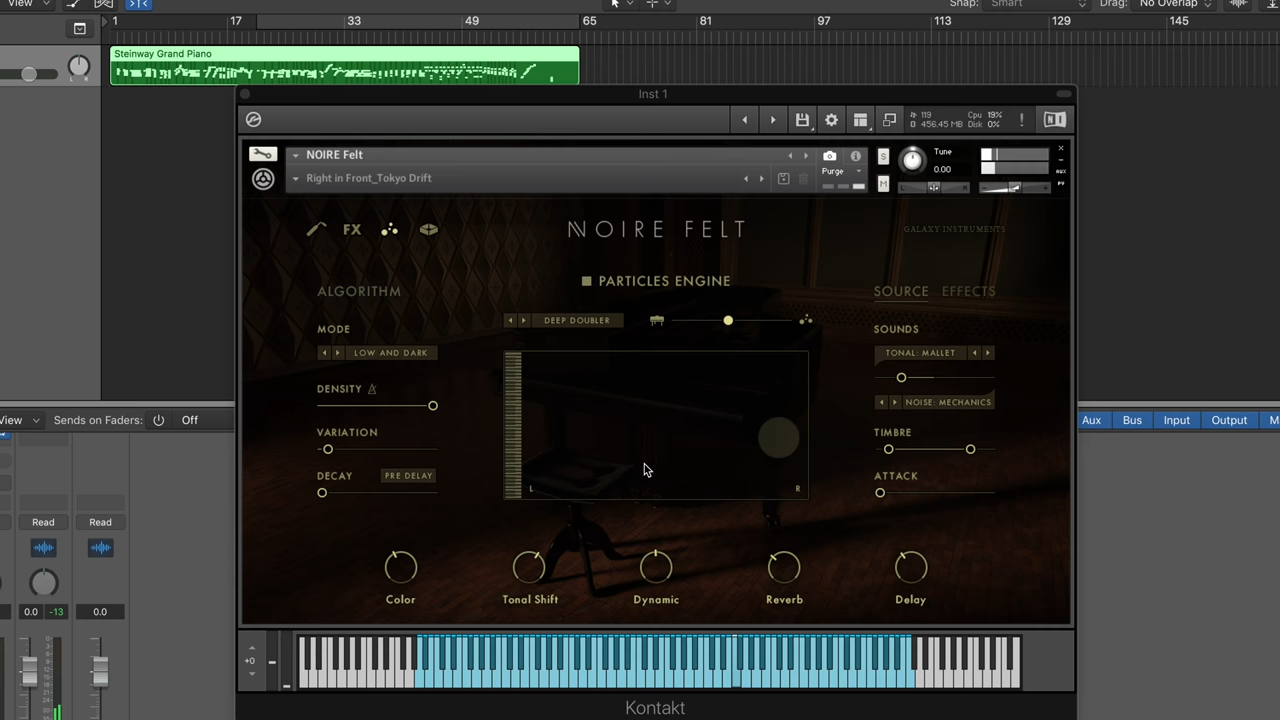 View
Snap: Smart
Drag: No Overlap
1 17 33 49 65 81 97 113 129 145
Steinway Grand Piano
L R
Inst 1
119 Cpu 19%
456.45 MB Disk 0%
!
NOIRE Felt
Purge
S
Tune
0.00
AUX
PV
Right in Front_Tokyo Drift
M
L R
NOIRE FELT
FX
GALAXY INSTRUMENTS
PARTICLES ENGINE
ALGORITHM
SOURCE EFFECTS
DEEP DOUBLER
MODE
SOUNDS
LOW AND DARK
TONAL: MALLET
DENSITY
NOISE: MECHANICS
View
Sends on Faders: Off
Aux Bus Input Output M
VARIATION
TIMBRE
DECAY
PRE DELAY
ATTACK
L R
Read Read
Color Tonal Shift Dynamic Reverb Delay
0.0 -13 0.0
+0
Kontakt